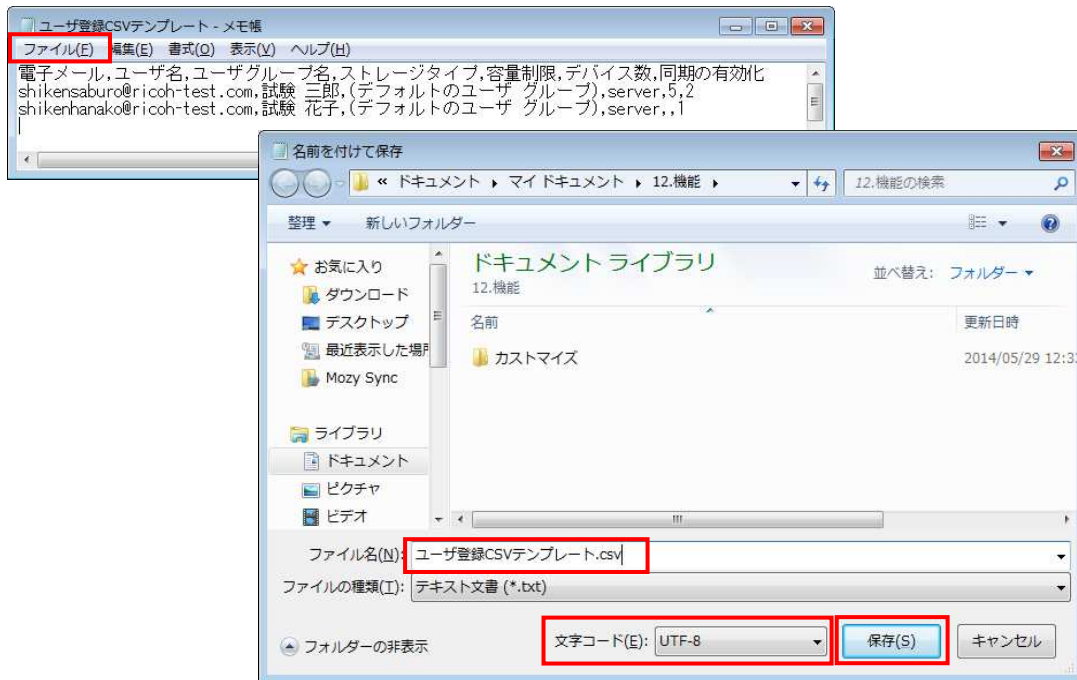 ユーザ登録CSVテンプレート - メモ帳
ファイル(F) 編集(E) 書式(O) 表示(V) ヘルプ(H)
電子メール,ユーザ名,ユーザグループ名,ストレージタイプ,容量制限,デバイス数,同期の有効化
shikensaburo@ricoh-test.com,試験 三郎,(デフォルトのユーザ グループ),server,5,2
shikenhanako@ricoh-test.com,試験 花子,(デフォルトのユーザ グループ),server,,1
名前を付けて保存
« ドキュメント ▸ マイ ドキュメント ▸ 12.機能 ▸
12.機能の検索
整理 新しいフォルダー
お気に入り
ダウンロード
デスクトップ
最近表示した場所
Mozy Sync
ライブラリ
ドキュメント
ピクチャ
ビデオ
ドキュメント ライブラリ
12.機能
並べ替え: フォルダー
名前 更新日時
カストマイズ 2014/05/29 12:3
ファイル名(N): ユーザ登録CSVテンプレート.csv
ファイルの種類(T): テキスト文書 (*.txt)
フォルダーの非表示
文字コード(E): UTF-8
保存(S)
キャンセル